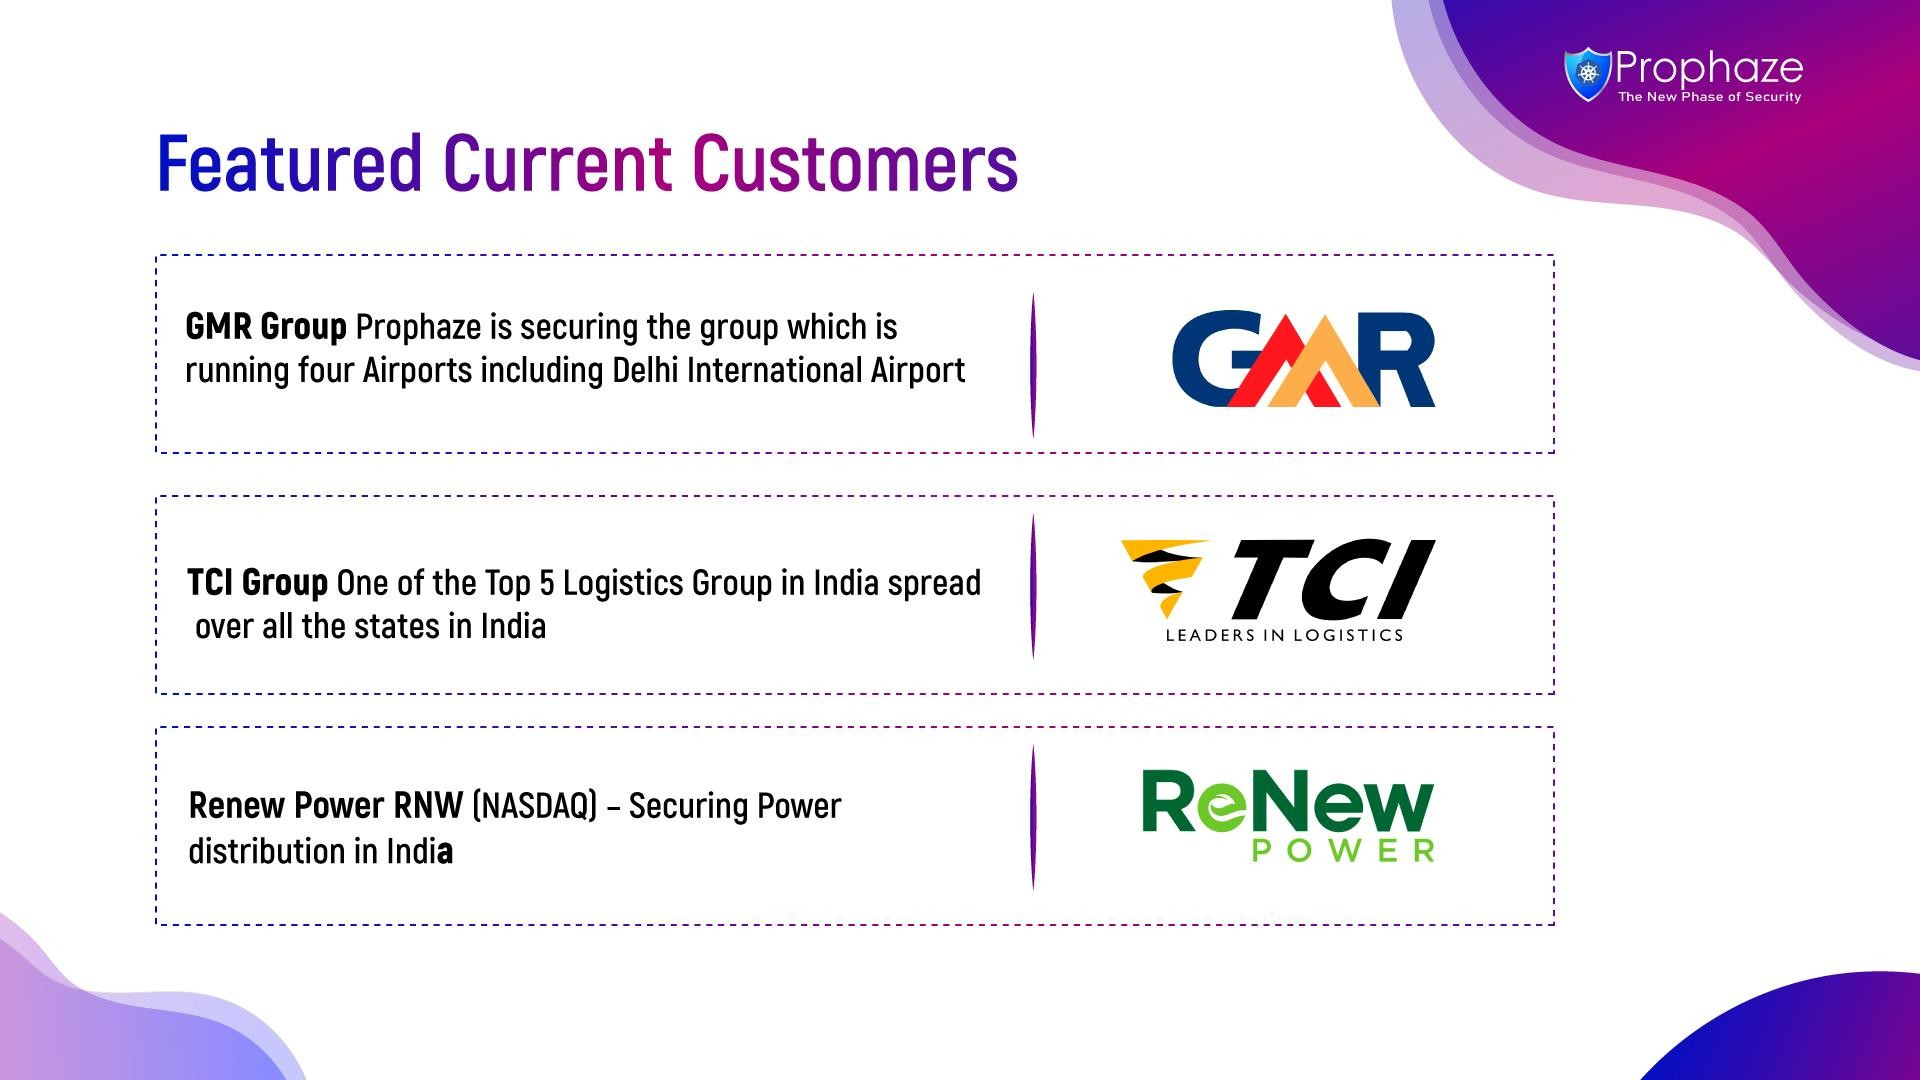 Prophaze
The New Phase of Security
Featured Current Customers
GMR Group Prophaze is securing the group which is
running four Airports including Delhi International Airport
GMR
TCI Group One of the Top 5 Logistics Group in India spread
over all the states in India
TCI
LEADERS IN LOGISTICS
Renew Power RNW (NASDAQ) – Securing Power
distribution in India
ReNew
POWER